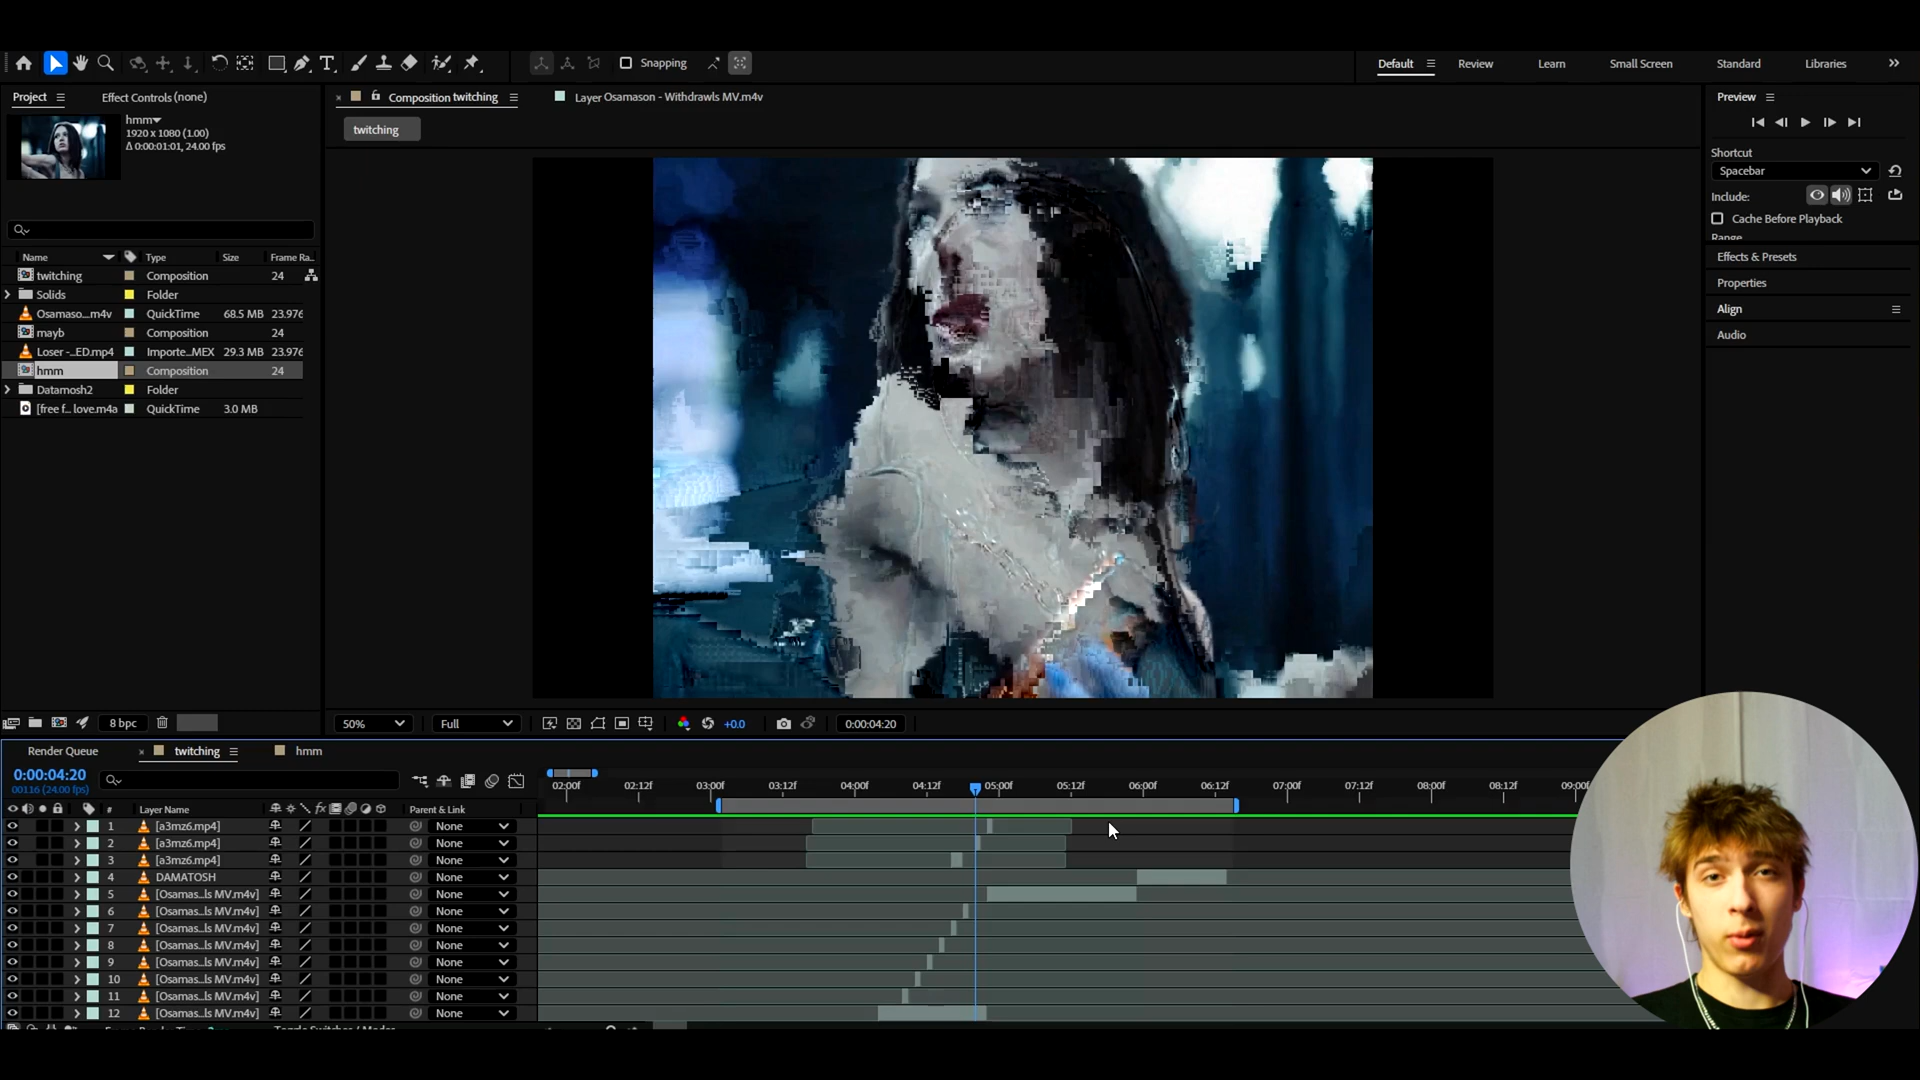 Snapping
Default
Review
Learn
Small Screen
Standard
Libraries
Project
Effect Controls (none)
Composition twitching
Layer Osamason - Withdrawls MV.m4v
Preview
twitching
hmm
1920 x 1080 (1.00)
Δ 0:00:01:01, 24.00 fps
Shortcut
Spacebar
Include:
Cache Before Playback
Range
Effects & Presets
Properties
Align
Audio
Name Type Size Frame Ra..
twitching Composition 24
Solids Folder
Osamaso....m4v QuickTime 68.5 MB 23.976
mayb Composition 24
Loser -...ED.mp4 Importe...MEX 29.3 MB 23.976
hmm Composition 24
Datamosh2 Folder
[free f... love.m4a QuickTime 3.0 MB
8 bpc
50%
Full
+0.0
0:00:04:20
Render Queue
twitching
hmm
0:00:04:20
00116 (24.00 fps)
02:00f 02:12f 03:00f 03:12f 04:00f 04:12f 05:00f 05:12f 06:00f 06:12f 07:00f 07:12f 08:00f 08:12f 09:00f
# Layer Name fx Parent & Link
1 [a3mz6.mp4] None
2 [a3mz6.mp4] None
3 [a3mz6.mp4] None
4 DAMATOSH None
5 [Osamas...ls MV.m4v] None
6 [Osamas...ls MV.m4v] None
7 [Osamas...ls MV.m4v] None
8 [Osamas...ls MV.m4v] None
9 [Osamas...ls MV.m4v] None
10 [Osamas...ls MV.m4v] None
11 [Osamas...ls MV.m4v] None
12 [Osamas...ls MV.m4v] None